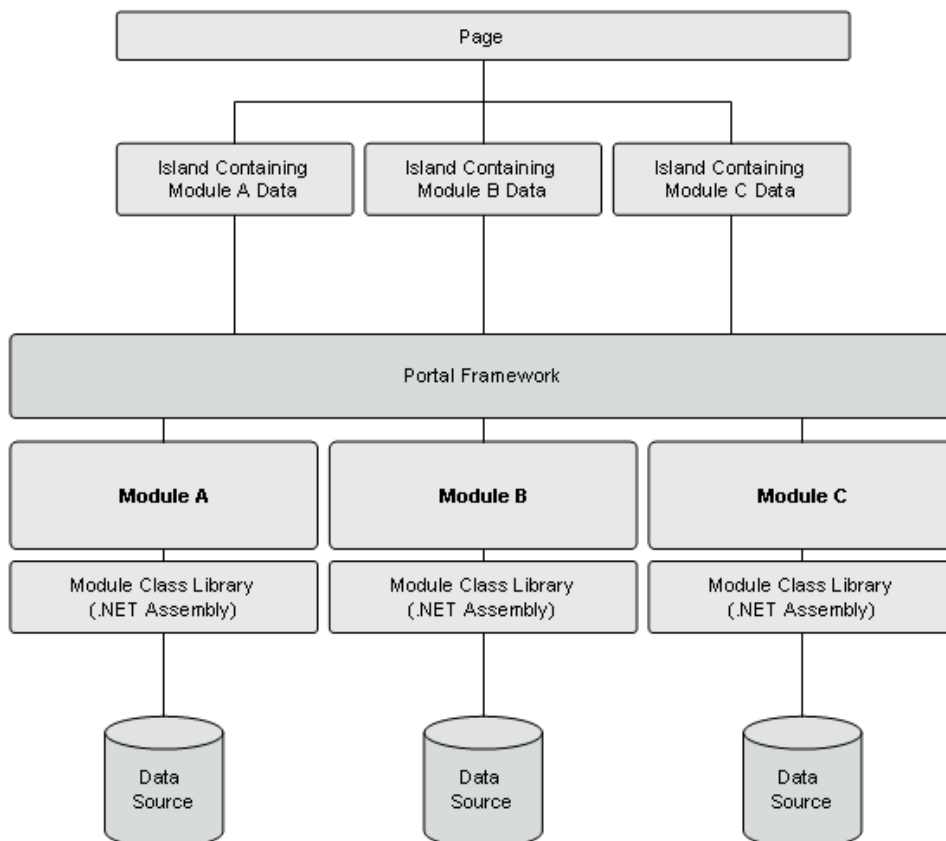 Page
Island Containing
Module A Data
Island Containing
Module B Data
Island Containing
Module C Data
Portal Framework
Module A
Module B
Module C
Module Class Library
(.NET Assembly)
Module Class Library
(.NET Assembly)
Module Class Library
(.NET Assembly)
Data
Source
Data
Source
Data
Source